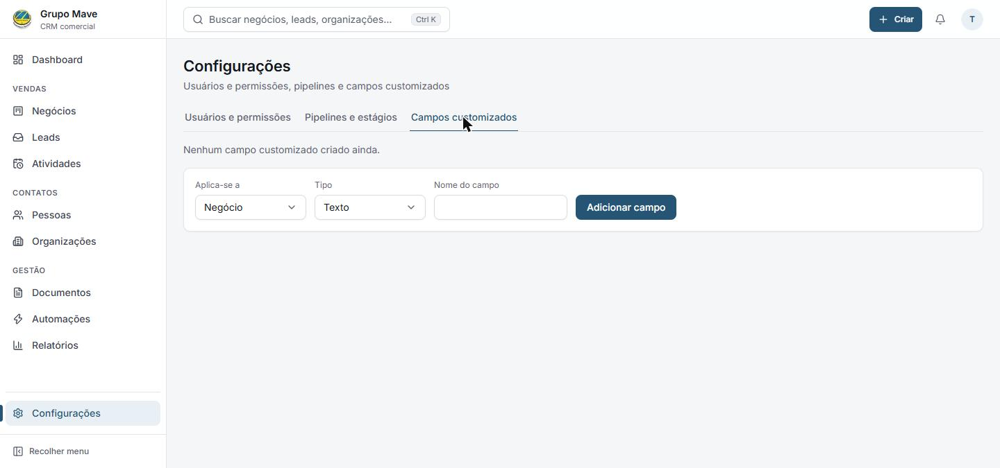 Grupo Mave
CRM comercial
Buscar negócios, leads, organizações... Ctrl K
Criar
T
Dashboard
VENDAS
Negócios
Leads
Atividades
CONTATOS
Pessoas
Organizações
GESTÃO
Documentos
Automações
Relatórios
Configurações
Recolher menu
Configurações
Usuários e permissões, pipelines e campos customizados
Usuários e permissões Pipelines e estágios Campos customizados
Nenhum campo customizado criado ainda.
Aplica-se a Tipo Nome do campo
Negócio Texto Adicionar campo